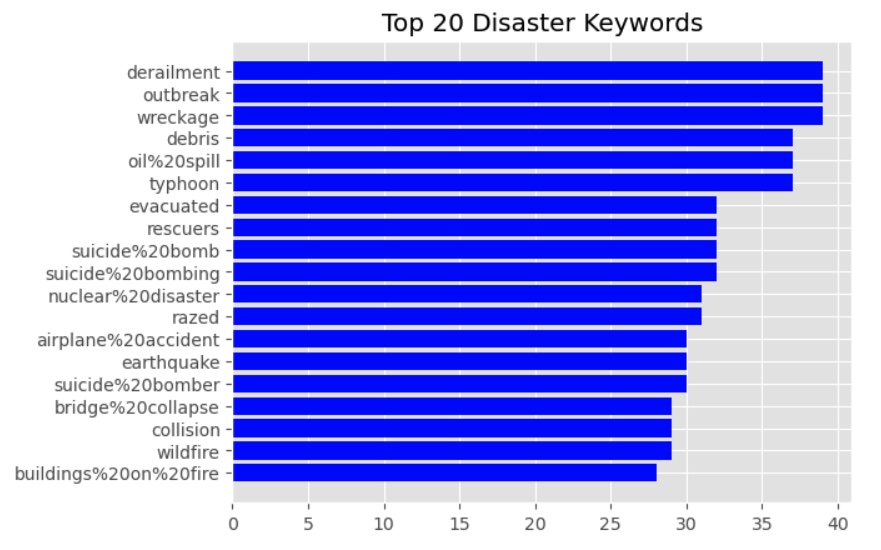 Top 20 Disaster Keywords
derailment
outbreak
wreckage
debris
oil%20spill
typhoon
evacuated
rescuers
suicide%20bomb
suicide%20bombing
nuclear%20disaster
razed
airplane%20accident
earthquake
suicide%20bomber
bridge%20collapse
collision
wildfire
buildings%20on%20fire
0 5 10 15 20 25 30 35 40